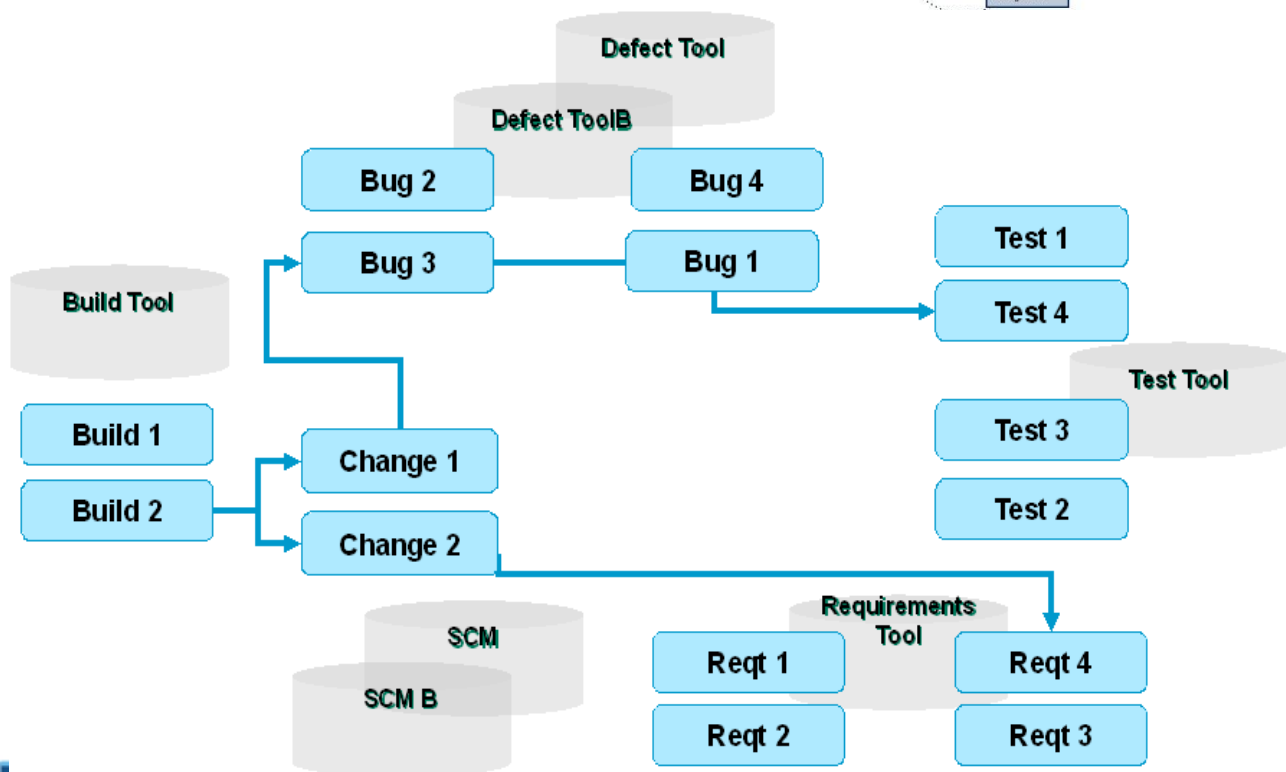 Defect Tool
Defect ToolB
Bug 2
Bug 4
Bug 3
Bug 1
Test 1
Test 4
Build Tool
Test Tool
Build 1
Change 1
Test 3
Build 2
Change 2
Test 2
Requirements
Tool
SCM
SCM B
Reqt 1
Reqt 4
Reqt 2
Reqt 3